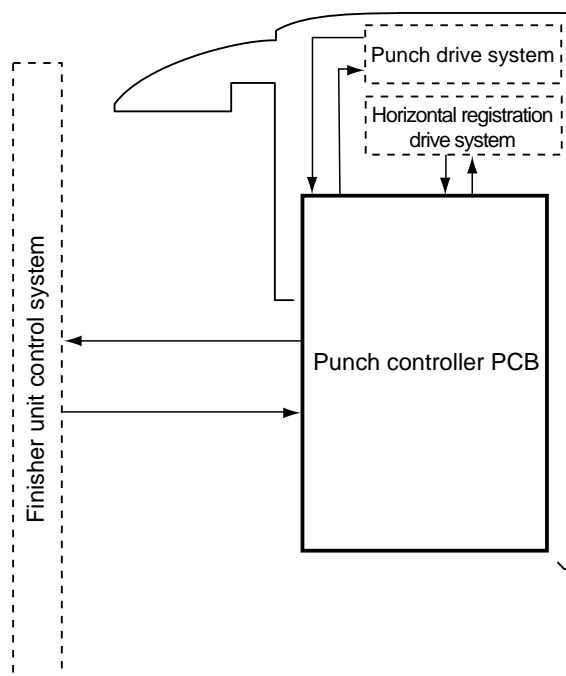 Punch drive system
Horizontal registration
drive system
Finisher unit control system
Punch controller PCB